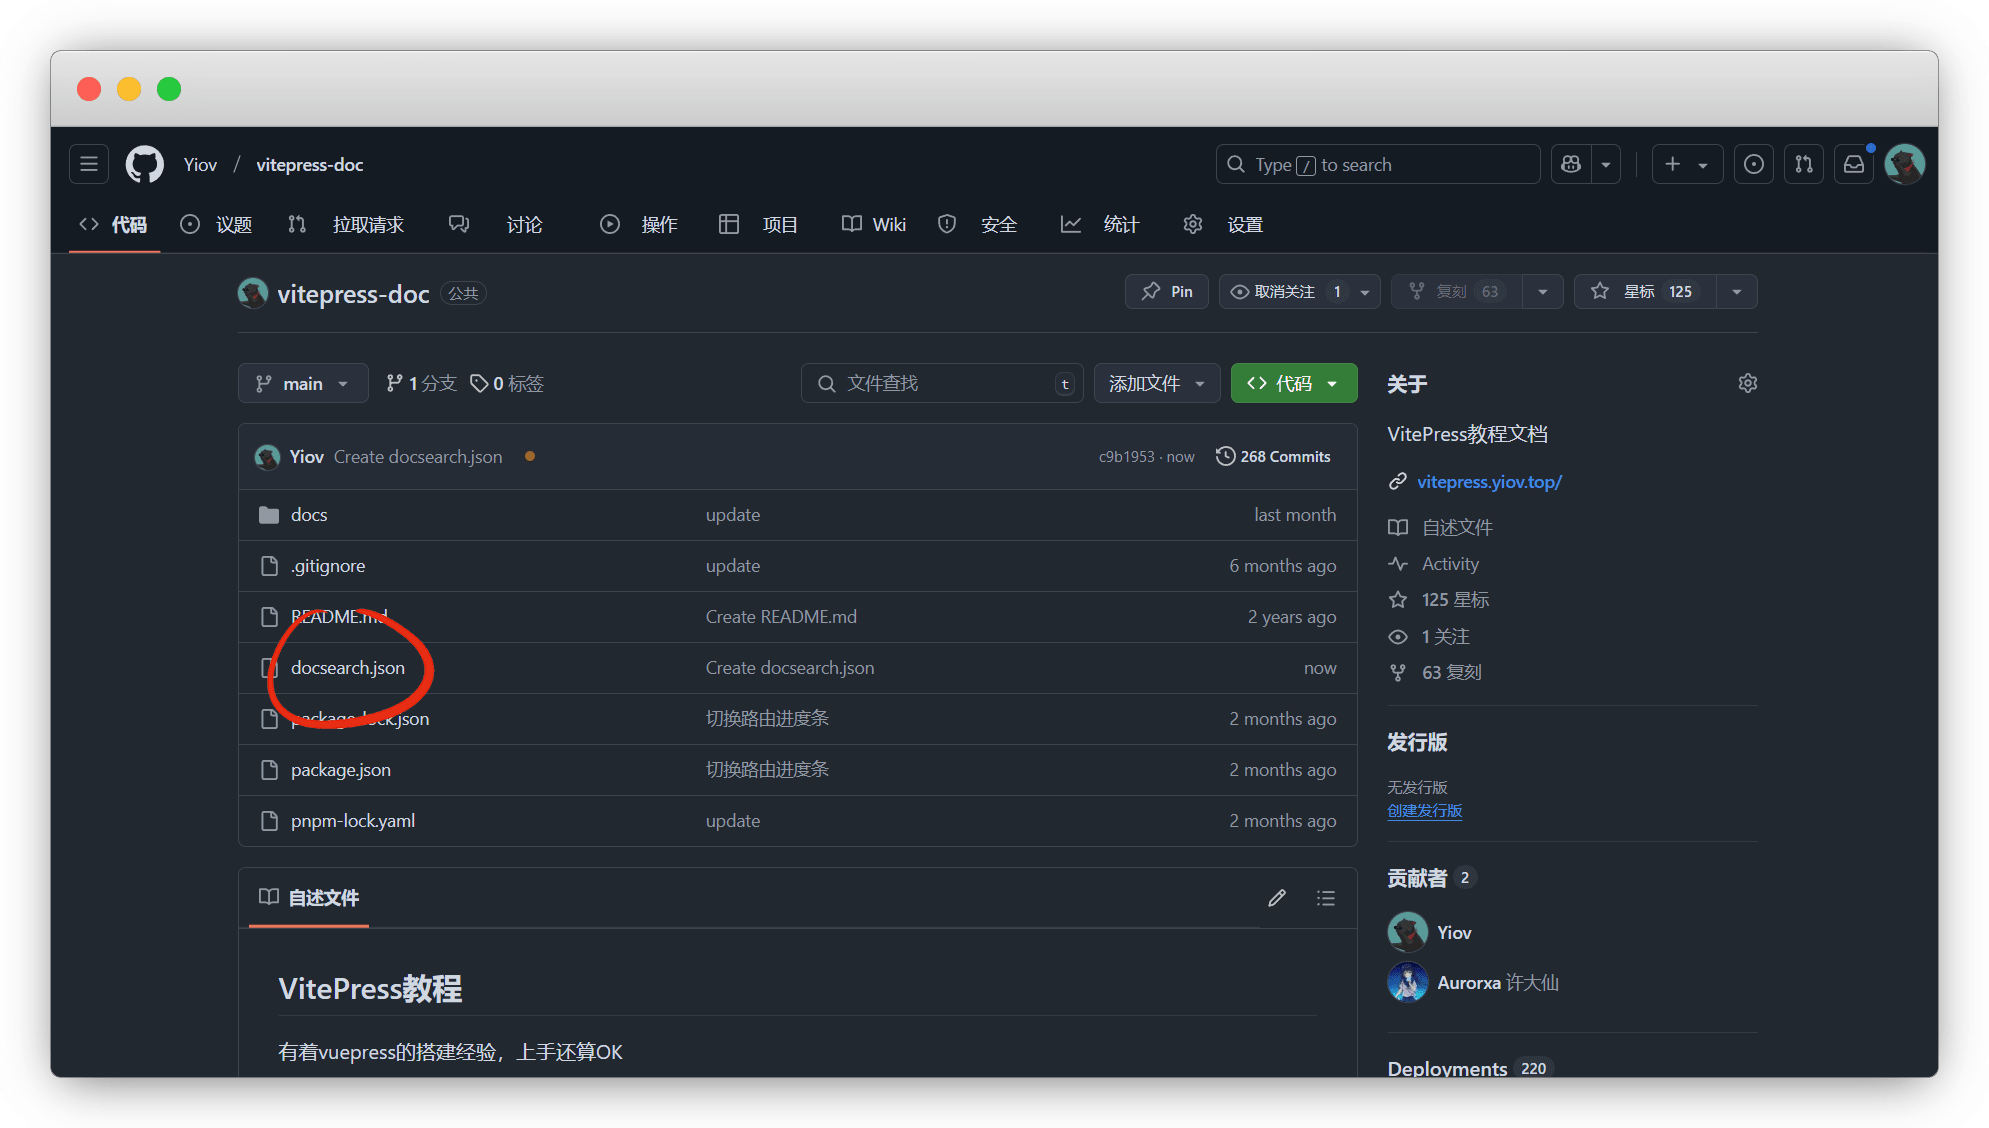 Yiov / vitepress-doc
Type / to search
代码 议题 拉取请求 讨论 操作 项目 Wiki 安全 统计 设置
vitepress-doc 公共
Pin 取消关注 1 复刻 63 星标 125
main 1 分支 0 标签 文件查找 t 添加文件 代码
Yiov Create docsearch.json c9b1953 · now 268 Commits
docs update last month
.gitignore update 6 months ago
README.md Create README.md 2 years ago
docsearch.json Create docsearch.json now
package-lock.json 切换路由进度条 2 months ago
package.json 切换路由进度条 2 months ago
pnpm-lock.yaml update 2 months ago
自述文件
VitePress教程
有着vuepress的搭建经验，上手还算OK
关于
VitePress教程文档
vitepress.yiov.top/
自述文件
Activity
125 星标
1 关注
63 复刻
发行版
无发行版
创建发行版
贡献者 2
Yiov
Aurorxa 许大仙
Deployments 220